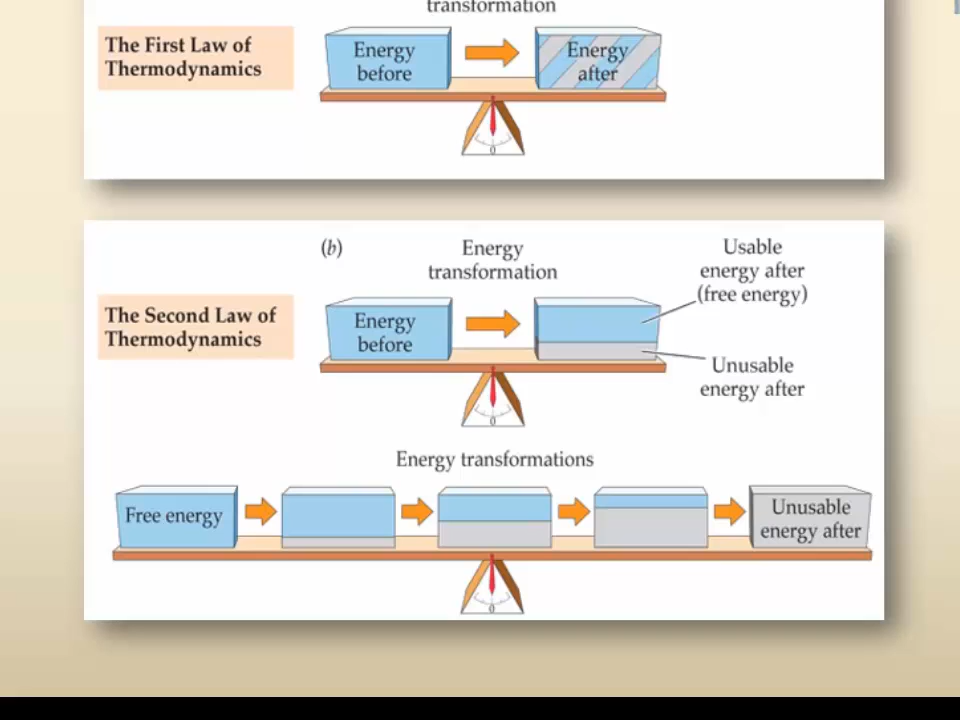 transformation
The First Law of
Thermodynamics
Energy
before
Energy
after
0
(b)
Energy
transformation
Usable
energy after
(free energy)
The Second Law of
Thermodynamics
Energy
before
Unusable
energy after
0
Energy transformations
Free energy
Unusable
energy after
0